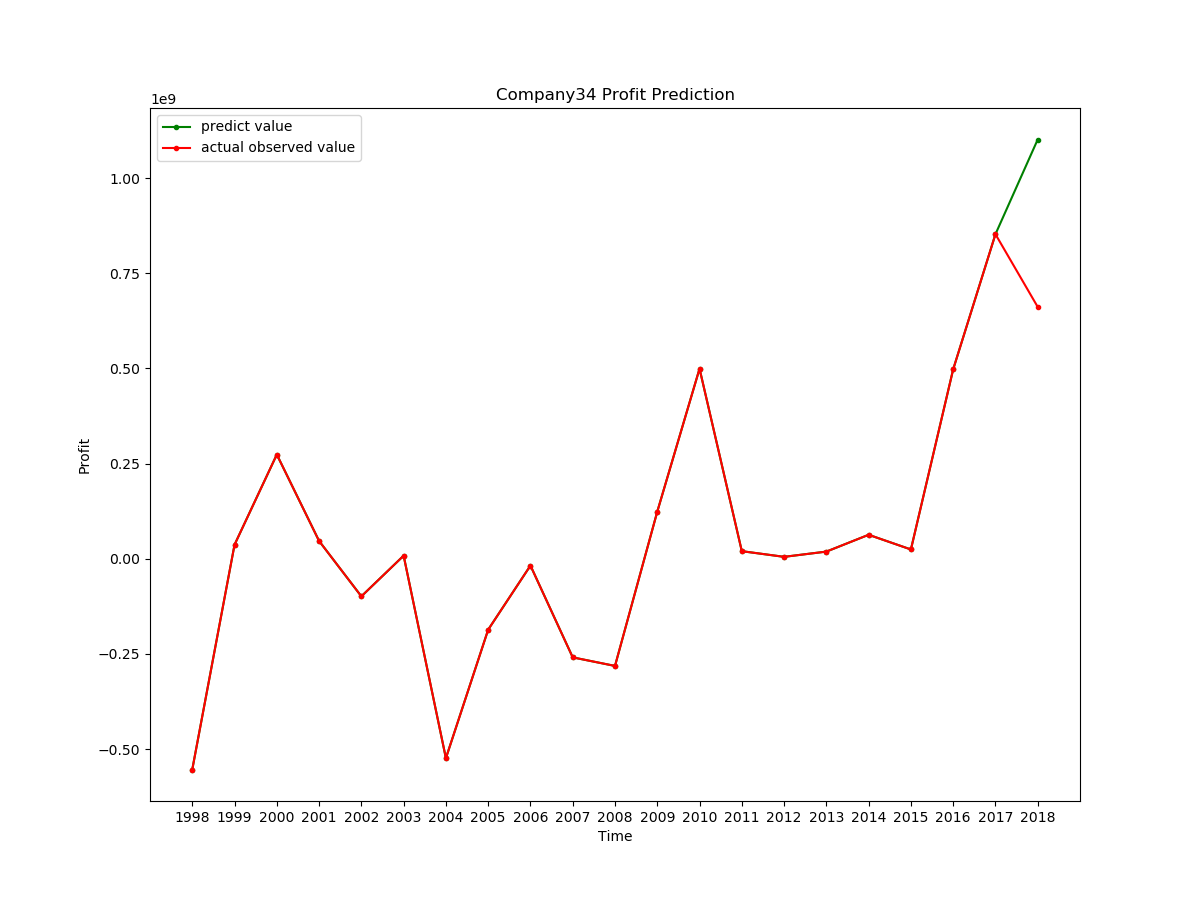 Company34 Profit Prediction
1e9
predict value
actual observed value
1.00
0.75
0.50
0.25
0.00
−0.25
−0.50
Profit
1998 1999 2000 2001 2002 2003 2004 2005 2006 2007 2008 2009 2010 2011 2012 2013 2014 2015 2016 2017 2018
Time